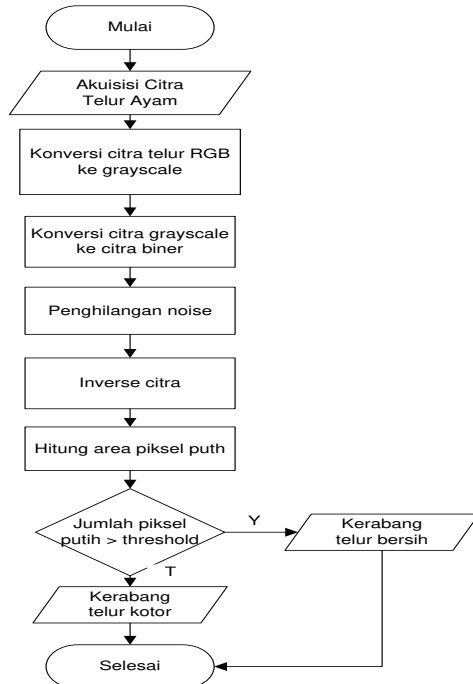 Mulai
Akuisisi Citra
Telur Ayam
Konversi citra telur RGB
ke grayscale
Konversi citra grayscale
ke citra biner
Penghilangan noise
Inverse citra
Hitung area piksel puth
Jumlah piksel
putih > threshold
Y
Kerabang
telur bersih
T
Kerabang
telur kotor
Selesai